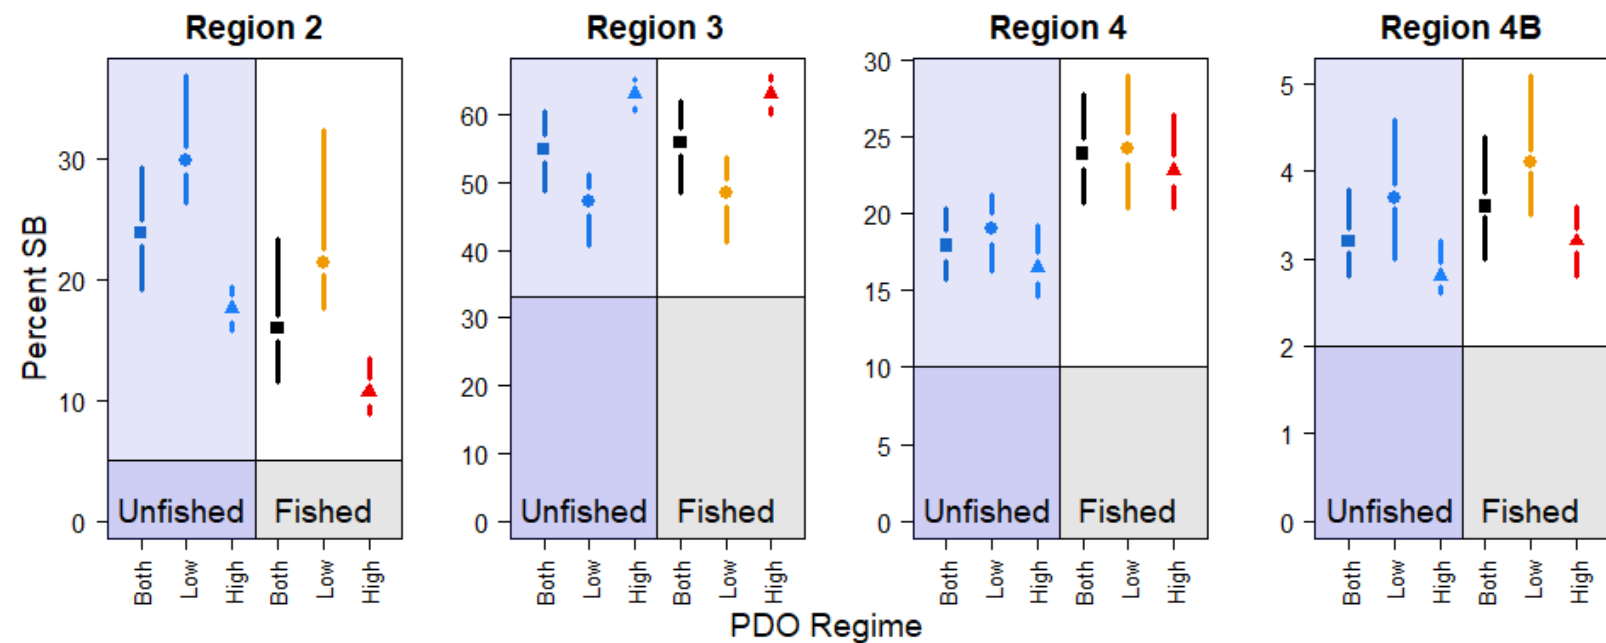 Region 2
Region 3
Region 4
Region 4B
Percent SB
30
20
10
0
Unfished
Fished
Both
Low
High
Both
Low
High
60
50
40
30
20
10
0
Unfished
Fished
Both
Low
High
Both
Low
High
30
25
20
15
10
5
0
Unfished
Fished
Both
Low
High
Both
Low
High
5
4
3
2
1
0
Unfished
Fished
Both
Low
High
Both
Low
High
PDO Regime